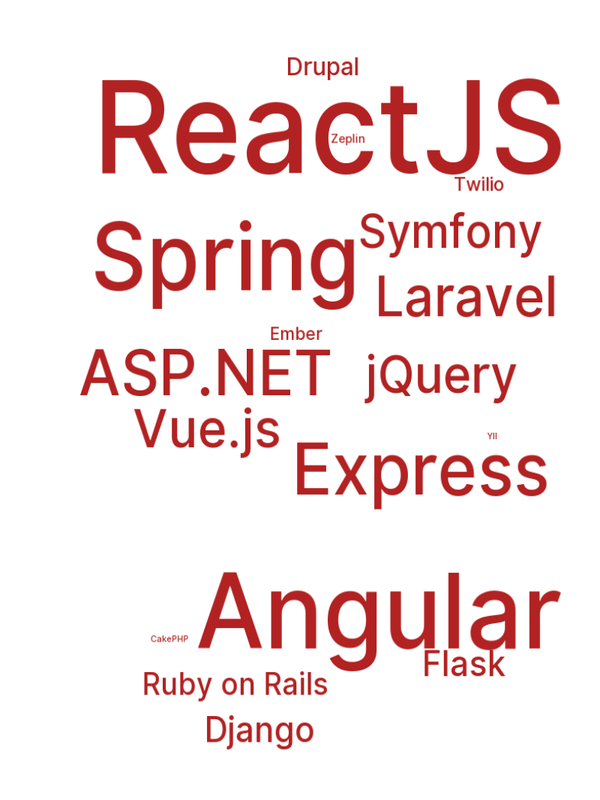 Drupal
ReactJS
Zeplin
Twilio
Spring
Symfony
Laravel
Ember
ASP.NET
jQuery
Vue.js
YII
Express
Angular
CakePHP
Flask
Ruby on Rails
Django